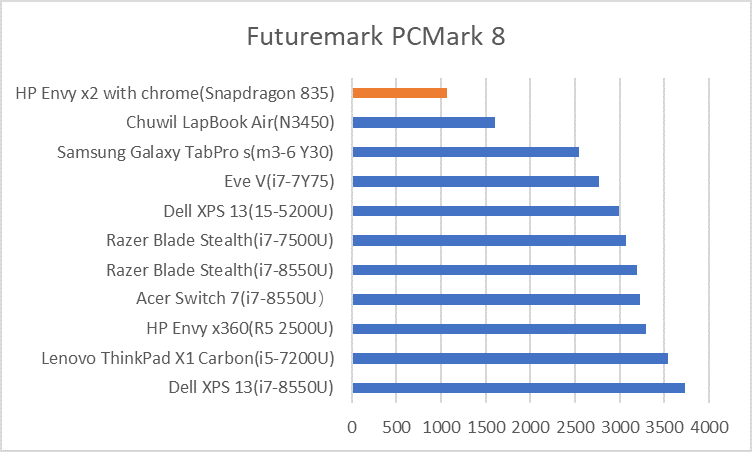 Futuremark PCMark 8
HP Envy x2 with chrome(Snapdragon 835)
Chuwil LapBook Air(N3450)
Samsung Galaxy TabPro s(m3-6 Y30)
Eve V(i7-7Y75)
Dell XPS 13(15-5200U)
Razer Blade Stealth(i7-7500U)
Razer Blade Stealth(i7-8550U)
Acer Switch 7(i7-8550U）
HP Envy x360(R5 2500U)
Lenovo ThinkPad X1 Carbon(i5-7200U)
Dell XPS 13(i7-8550U)
0 500 1000 1500 2000 2500 3000 3500 4000